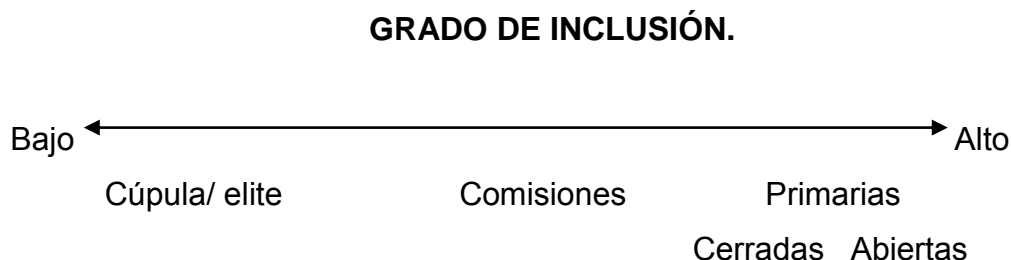 GRADO DE INCLUSIÓN.
Bajo Alto
Cúpula/ elite Comisiones Primarias
Cerradas Abiertas